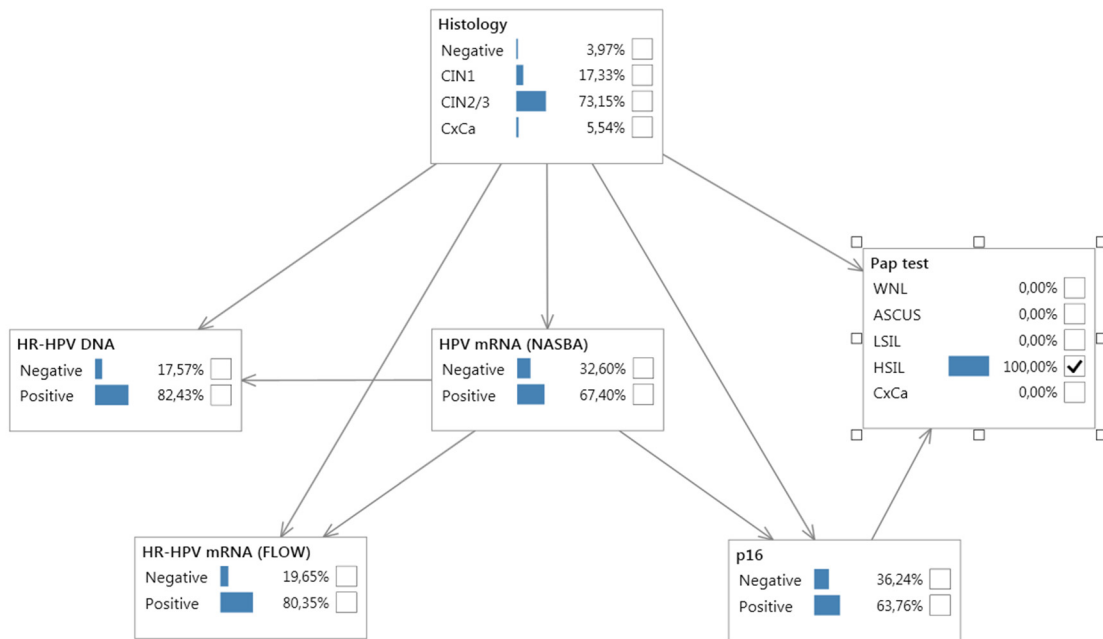 Histology
Negative 3,97%
CIN1 17,33%
CIN2/3 73,15%
CxCa 5,54%
Pap test
WNL 0,00%
ASCUS 0,00%
LSIL 0,00%
HSIL 100,00%
CxCa 0,00%
HR-HPV DNA
Negative 17,57%
Positive 82,43%
HPV mRNA (NASBA)
Negative 32,60%
Positive 67,40%
HR-HPV mRNA (FLOW)
Negative 19,65%
Positive 80,35%
p16
Negative 36,24%
Positive 63,76%